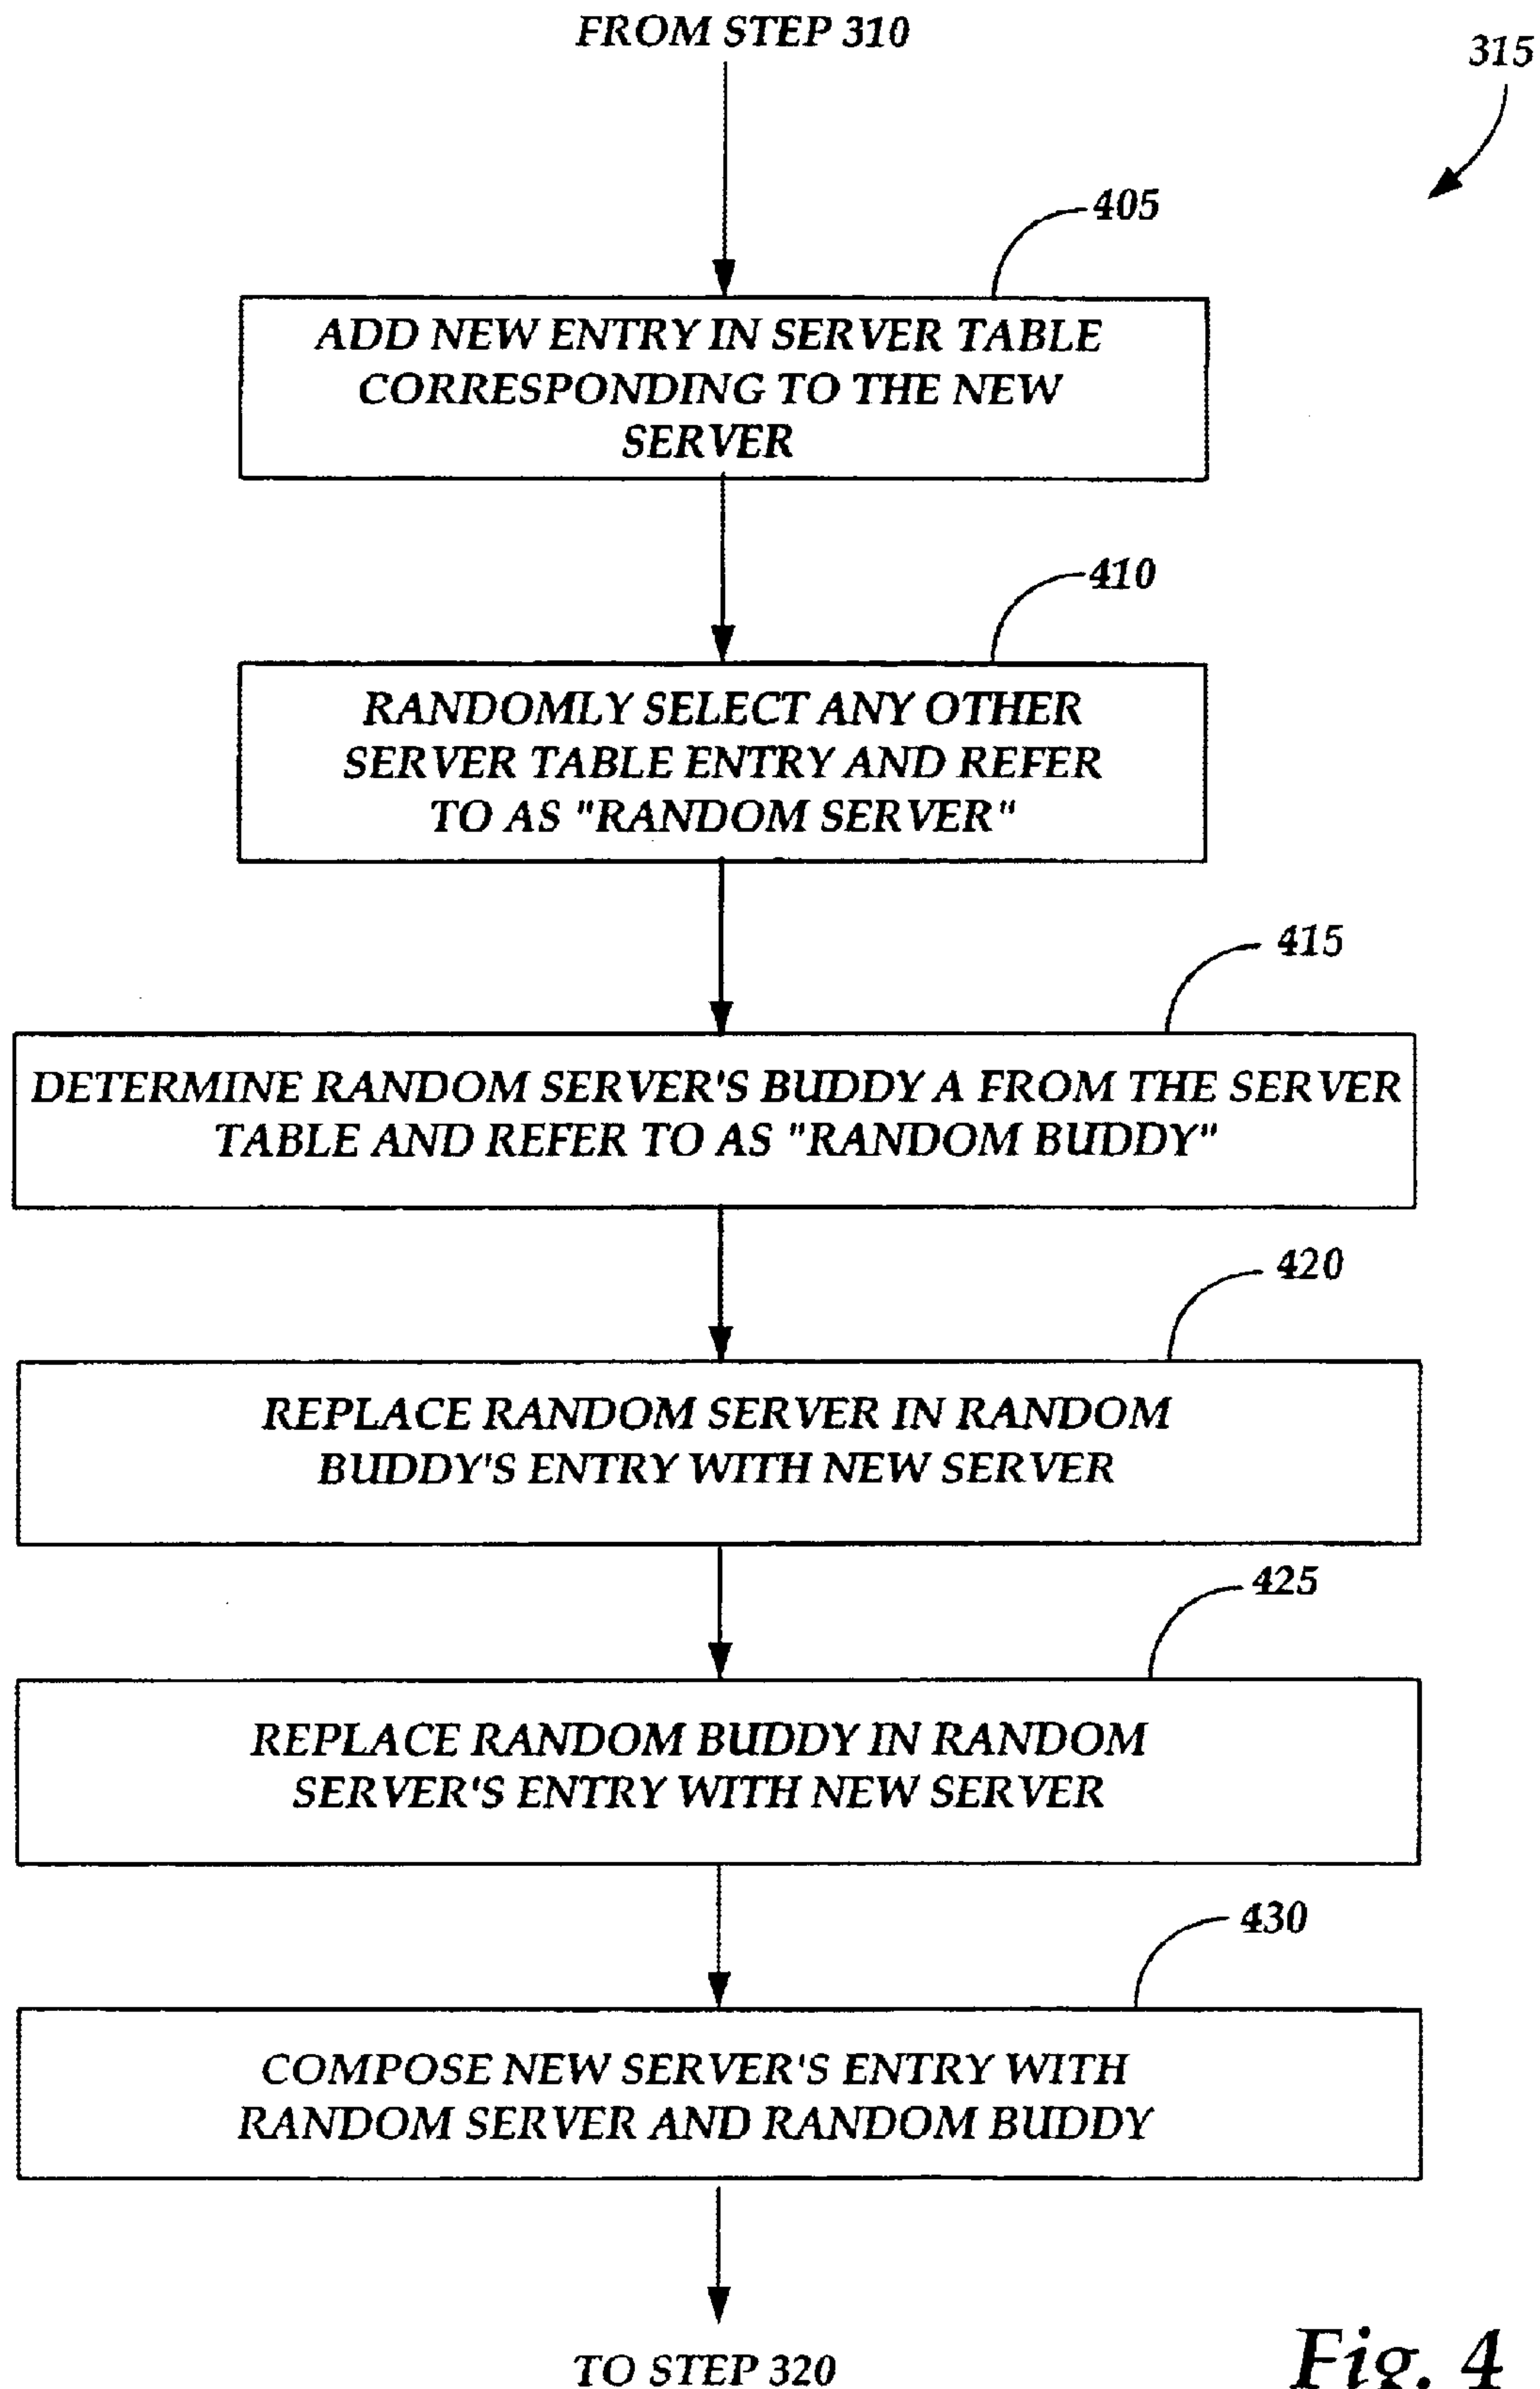 FROM STEP 310
315
405
ADD NEW ENTRY IN SERVER TABLE
CORRESPONDING TO THE NEW
SERVER
410
RANDOMLY SELECT ANY OTHER
SERVER TABLE ENTRY AND REFER
TO AS "RANDOM SERVER"
415
DETERMINE RANDOM SERVER'S BUDDY A FROM THE SERVER
TABLE AND REFER TO AS "RANDOM BUDDY"
420
REPLACE RANDOM SERVER IN RANDOM
BUDDY'S ENTRY WITH NEW SERVER
425
REPLACE RANDOM BUDDY IN RANDOM
SERVER'S ENTRY WITH NEW SERVER
430
COMPOSE NEW SERVER'S ENTRY WITH
RANDOM SERVER AND RANDOM BUDDY
TO STEP 320
Fig. 4